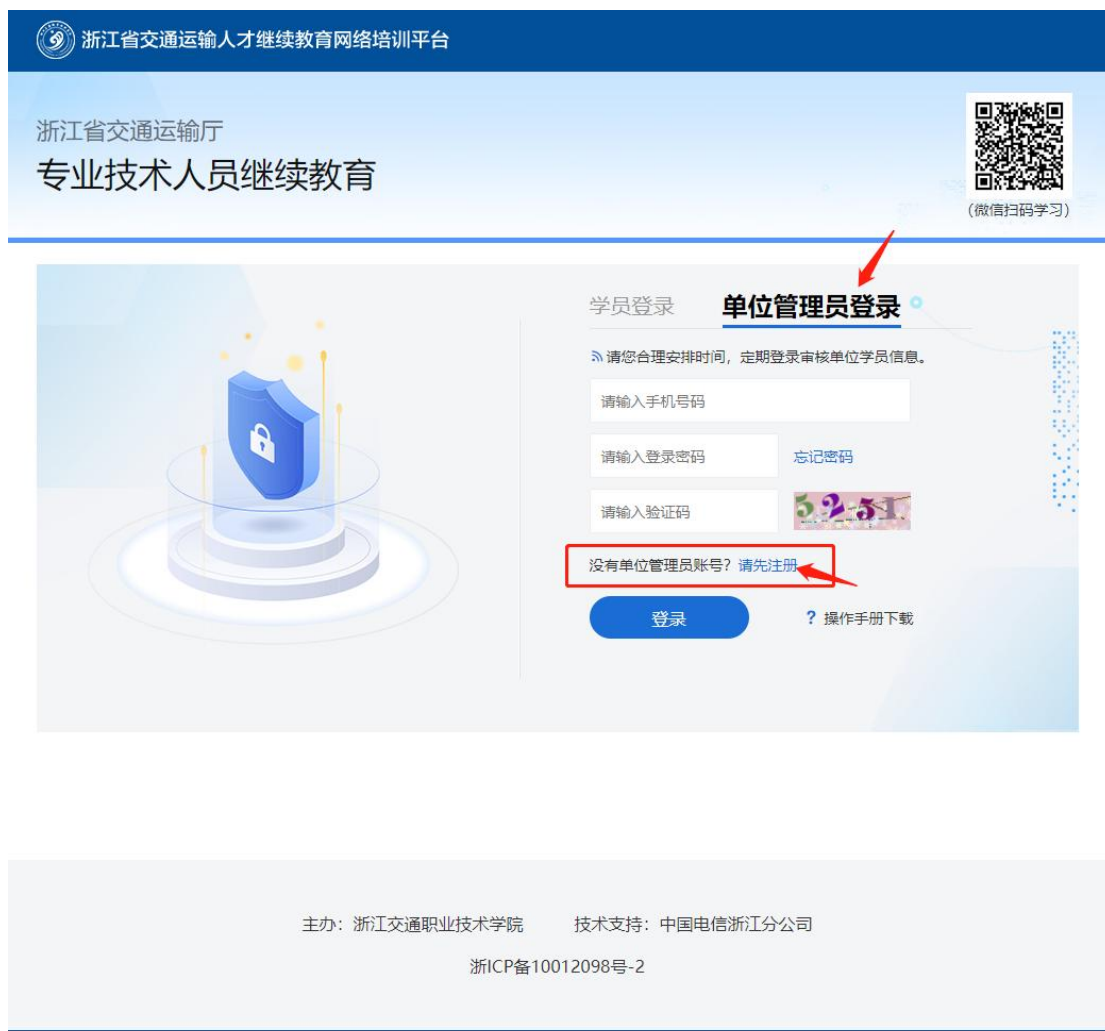 浙江省交通运输人才继续教育网络培训平台
浙江省交通运输厅
专业技术人员继续教育
(微信扫码学习)
学员登录 单位管理员登录
请您合理安排时间，定期登录审核单位学员信息。
请输入手机号码
请输入登录密码 忘记密码
请输入验证码 5231
没有单位管理员账号？请先注册
登录 ? 操作手册下载
主办：浙江交通职业技术学院 技术支持：中国电信浙江分公司
浙ICP备10012098号-2